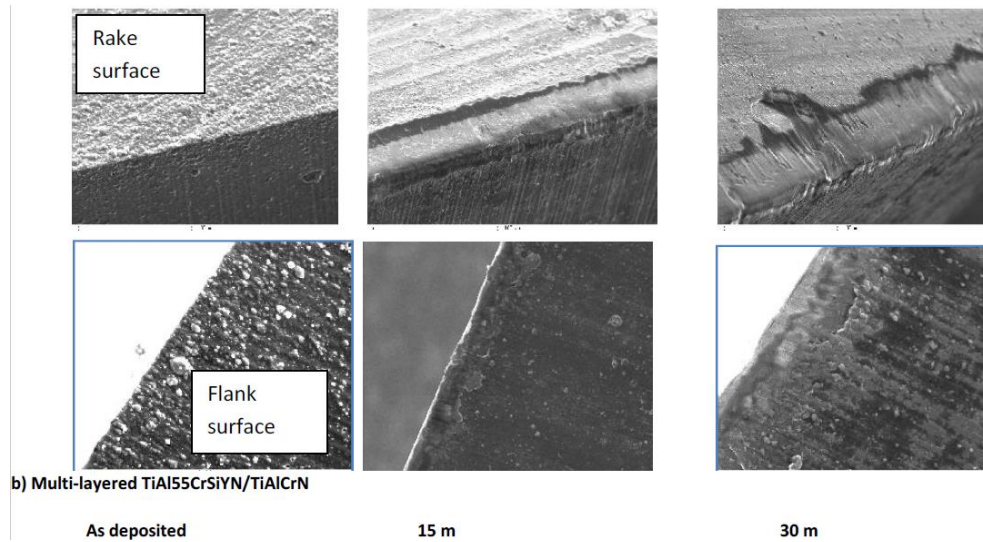 Rake
surface
Flank
surface
b) Multi-layered TiAl55CrSiYN/TiAlCrN
As deposited 15 m 30 m